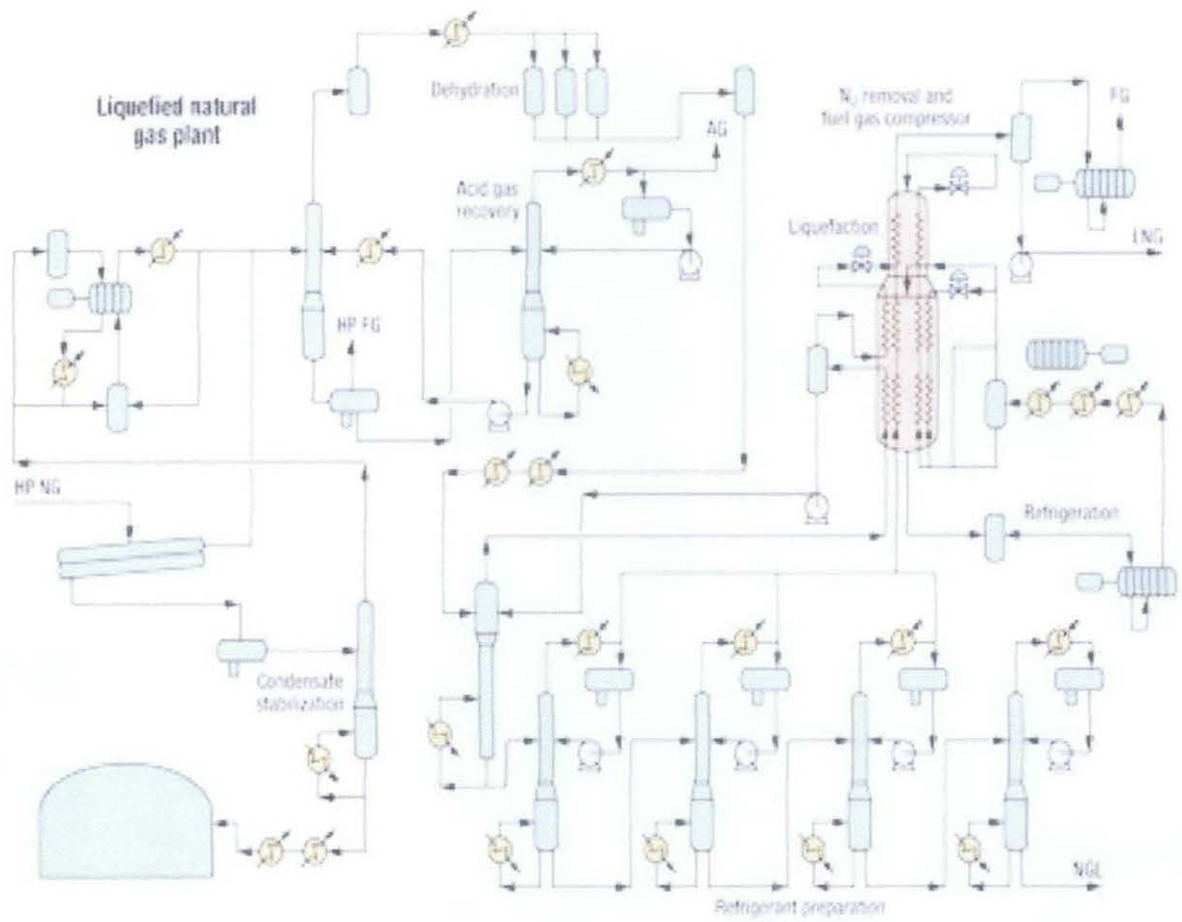 Liquefied natural
gas plant
Dehydration
AG
N₂ removal and
fuel gas compressor
FG
Acid gas
recovery
Liquefaction
LNG
HP FG
HP NG
Refrigeration
Condensate
stabilization
NGL
Refrigerant preparation